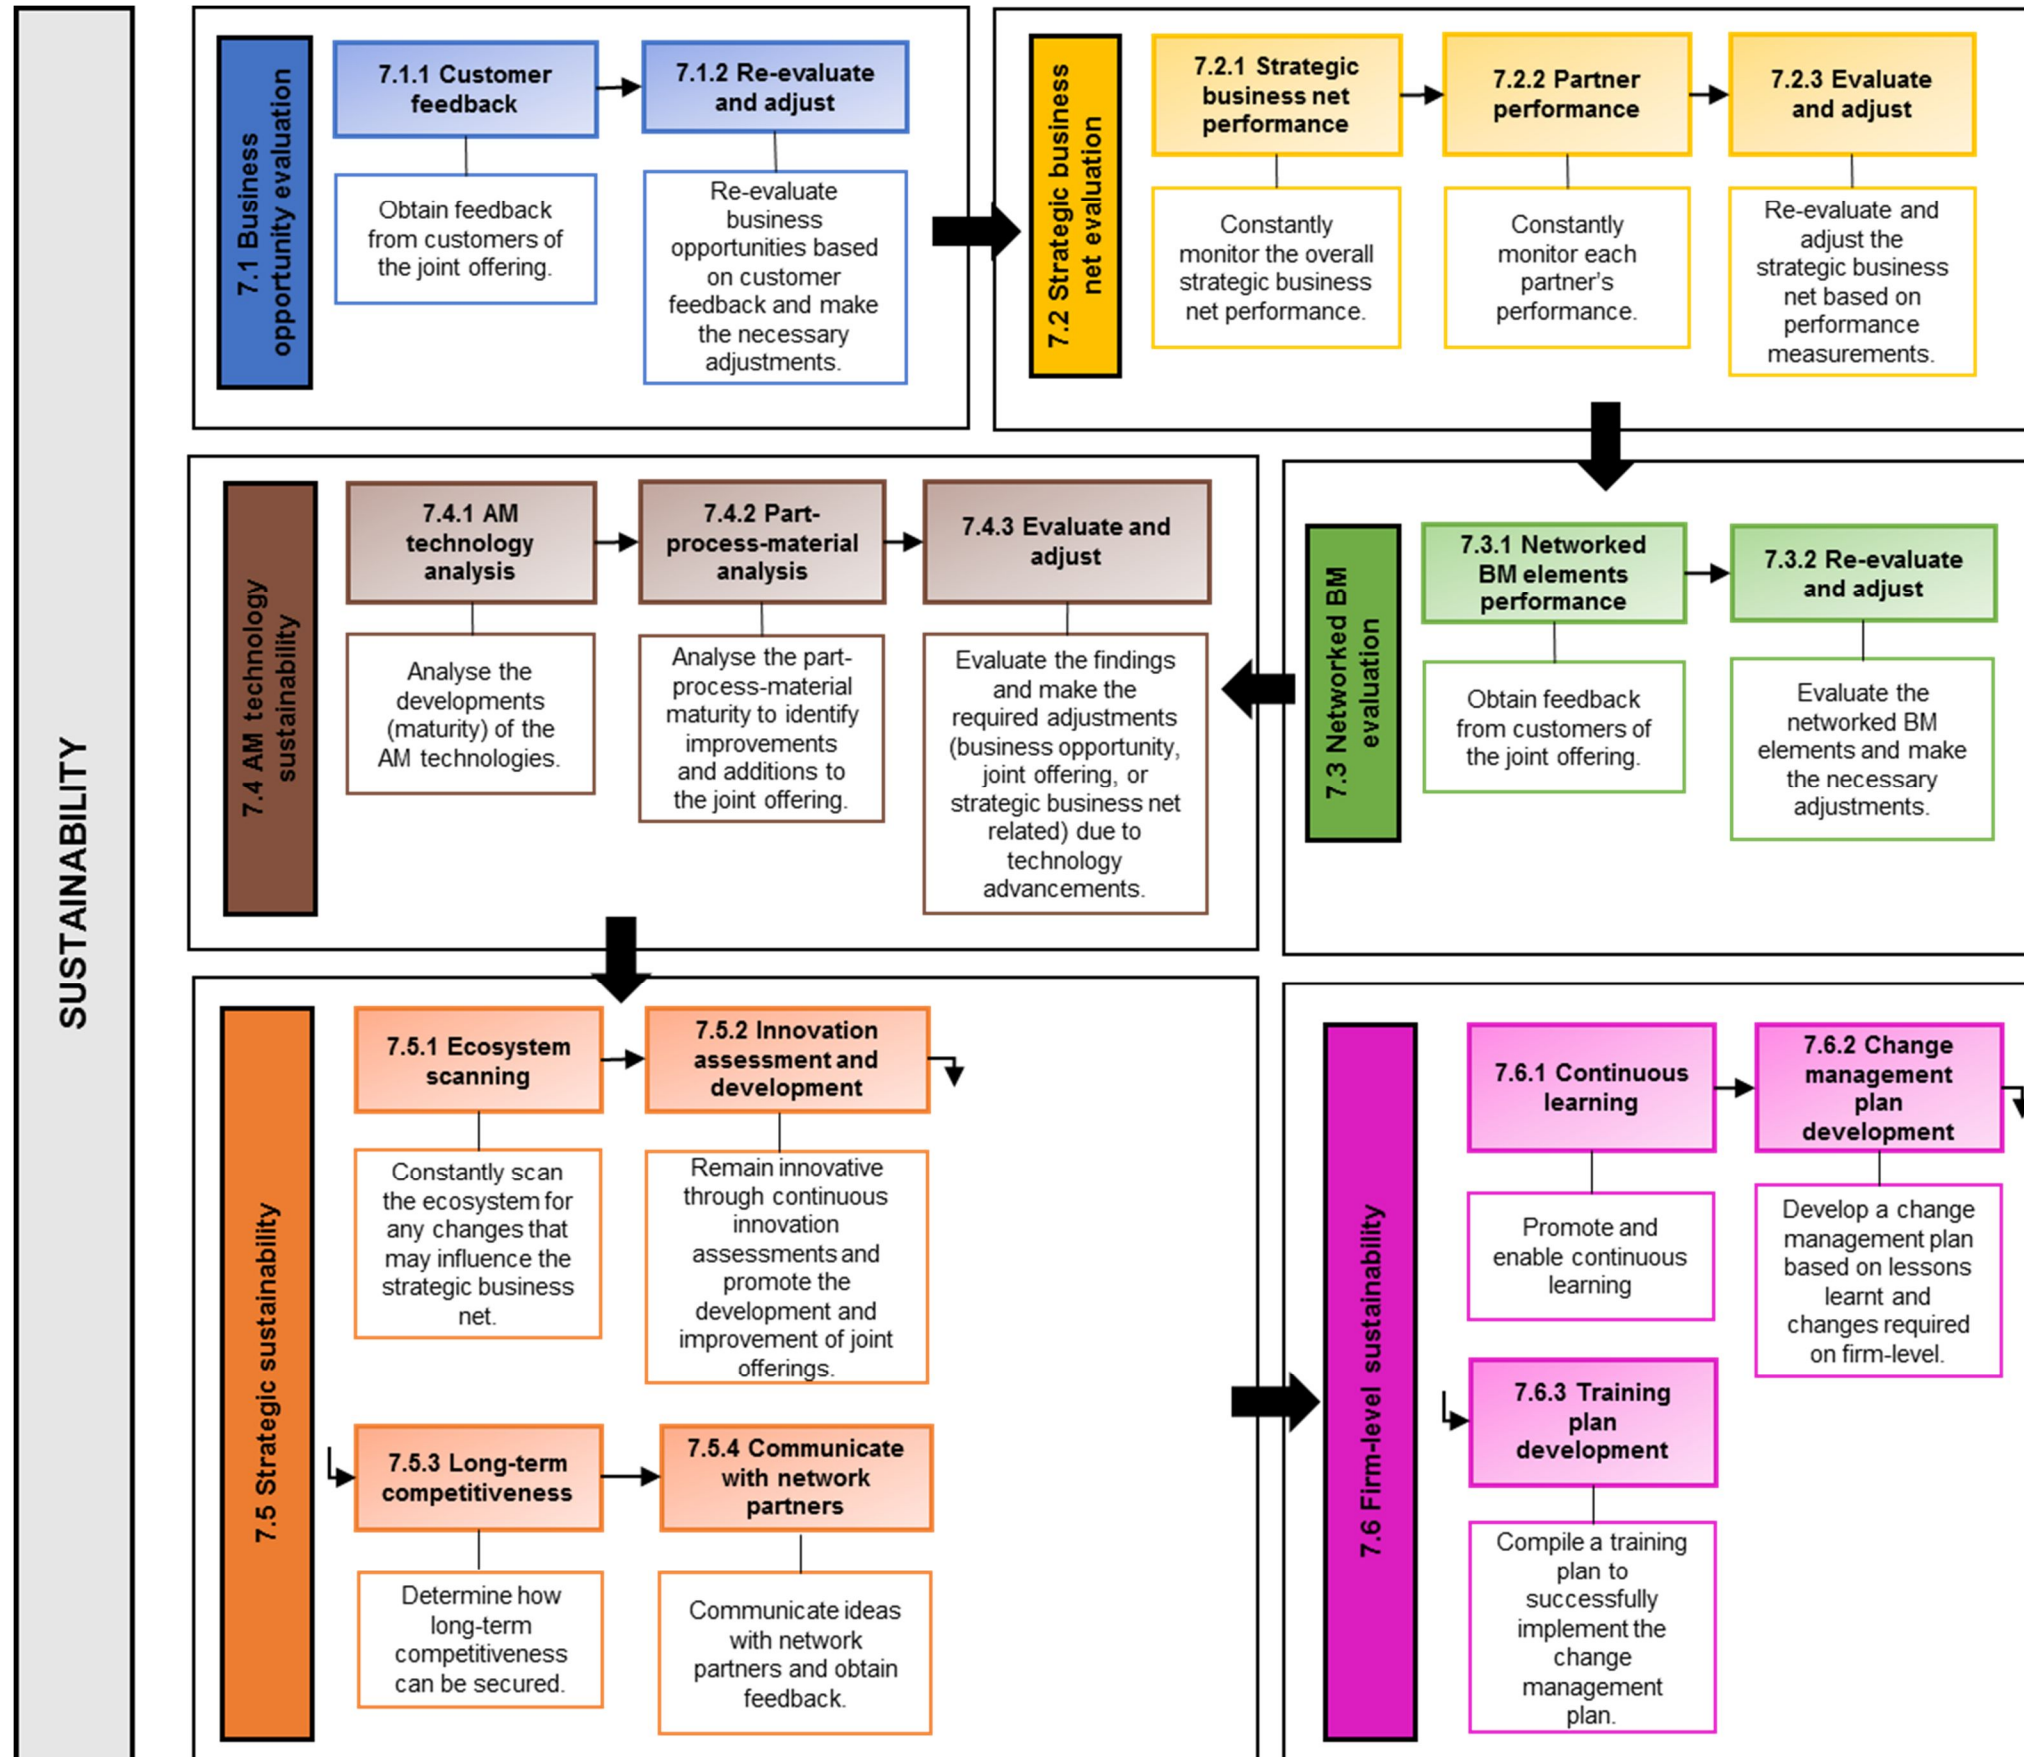 SUSTAINABILITY
7.1 Business
opportunity evaluation
7.1.1 Customer
feedback
Obtain feedback
from customers of
the joint offering.
7.1.2 Re-evaluate
and adjust
Re-evaluate
business
opportunities based
on customer
feedback and make
the necessary
adjustments.
7.2 Strategic business
net evaluation
7.2.1 Strategic
business net
performance
Constantly
monitor the overall
strategic business
net performance.
7.2.2 Partner
performance
Constantly
monitor each
partner's
performance.
7.2.3 Evaluate
and adjust
Re-evaluate and
adjust the
strategic business
net based on
performance
measurements.
7.3 Networked BM
evaluation
7.3.1 Networked
BM elements
performance
Obtain feedback
from customers of
the joint offering.
7.3.2 Re-evaluate
and adjust
Evaluate the
networked BM
elements and make
the necessary
adjustments.
7.4 AM technology
sustainability
7.4.1 AM
technology
analysis
Analyse the
developments
(maturity) of the
AM technologies.
7.4.2 Part-
process-material
analysis
Analyse the part-
process-material
maturity to identify
improvements
and additions to
the joint offering.
7.4.3 Evaluate and
adjust
Evaluate the findings
and make the
required adjustments
(business opportunity,
joint offering, or
strategic business net
related) due to
technology
advancements.
7.5 Strategic sustainability
7.5.1 Ecosystem
scanning
Constantly scan
the ecosystem for
any changes that
may influence the
strategic business
net.
7.5.2 Innovation
assessment and
development
Remain innovative
through continuous
innovation
assessments and
promote the
development and
improvement of joint
offerings.
7.5.3 Long-term
competitiveness
Determine how
long-term
competitiveness
can be secured.
7.5.4 Communicate
with network
partners
Communicate ideas
with network
partners and obtain
feedback.
7.6 Firm-level sustainability
7.6.1 Continuous
learning
Promote and
enable continuous
learning
7.6.2 Change
management
plan
development
Develop a change
management plan
based on lessons
learnt and
changes required
on firm-level.
7.6.3 Training
plan
development
Compile a training
plan to
successfully
implement the
change
management
plan.